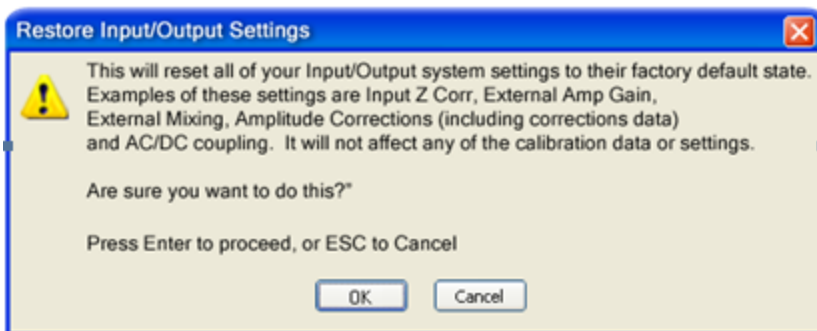 Restore Input/Output Settings
This will reset all of your Input/Output system settings to their factory default state.
Examples of these settings are Input Z Corr, External Amp Gain,
External Mixing, Amplitude Corrections (including corrections data)
and AC/DC coupling. It will not affect any of the calibration data or settings.
Are sure you want to do this?"
Press Enter to proceed, or ESC to Cancel
OK
Cancel